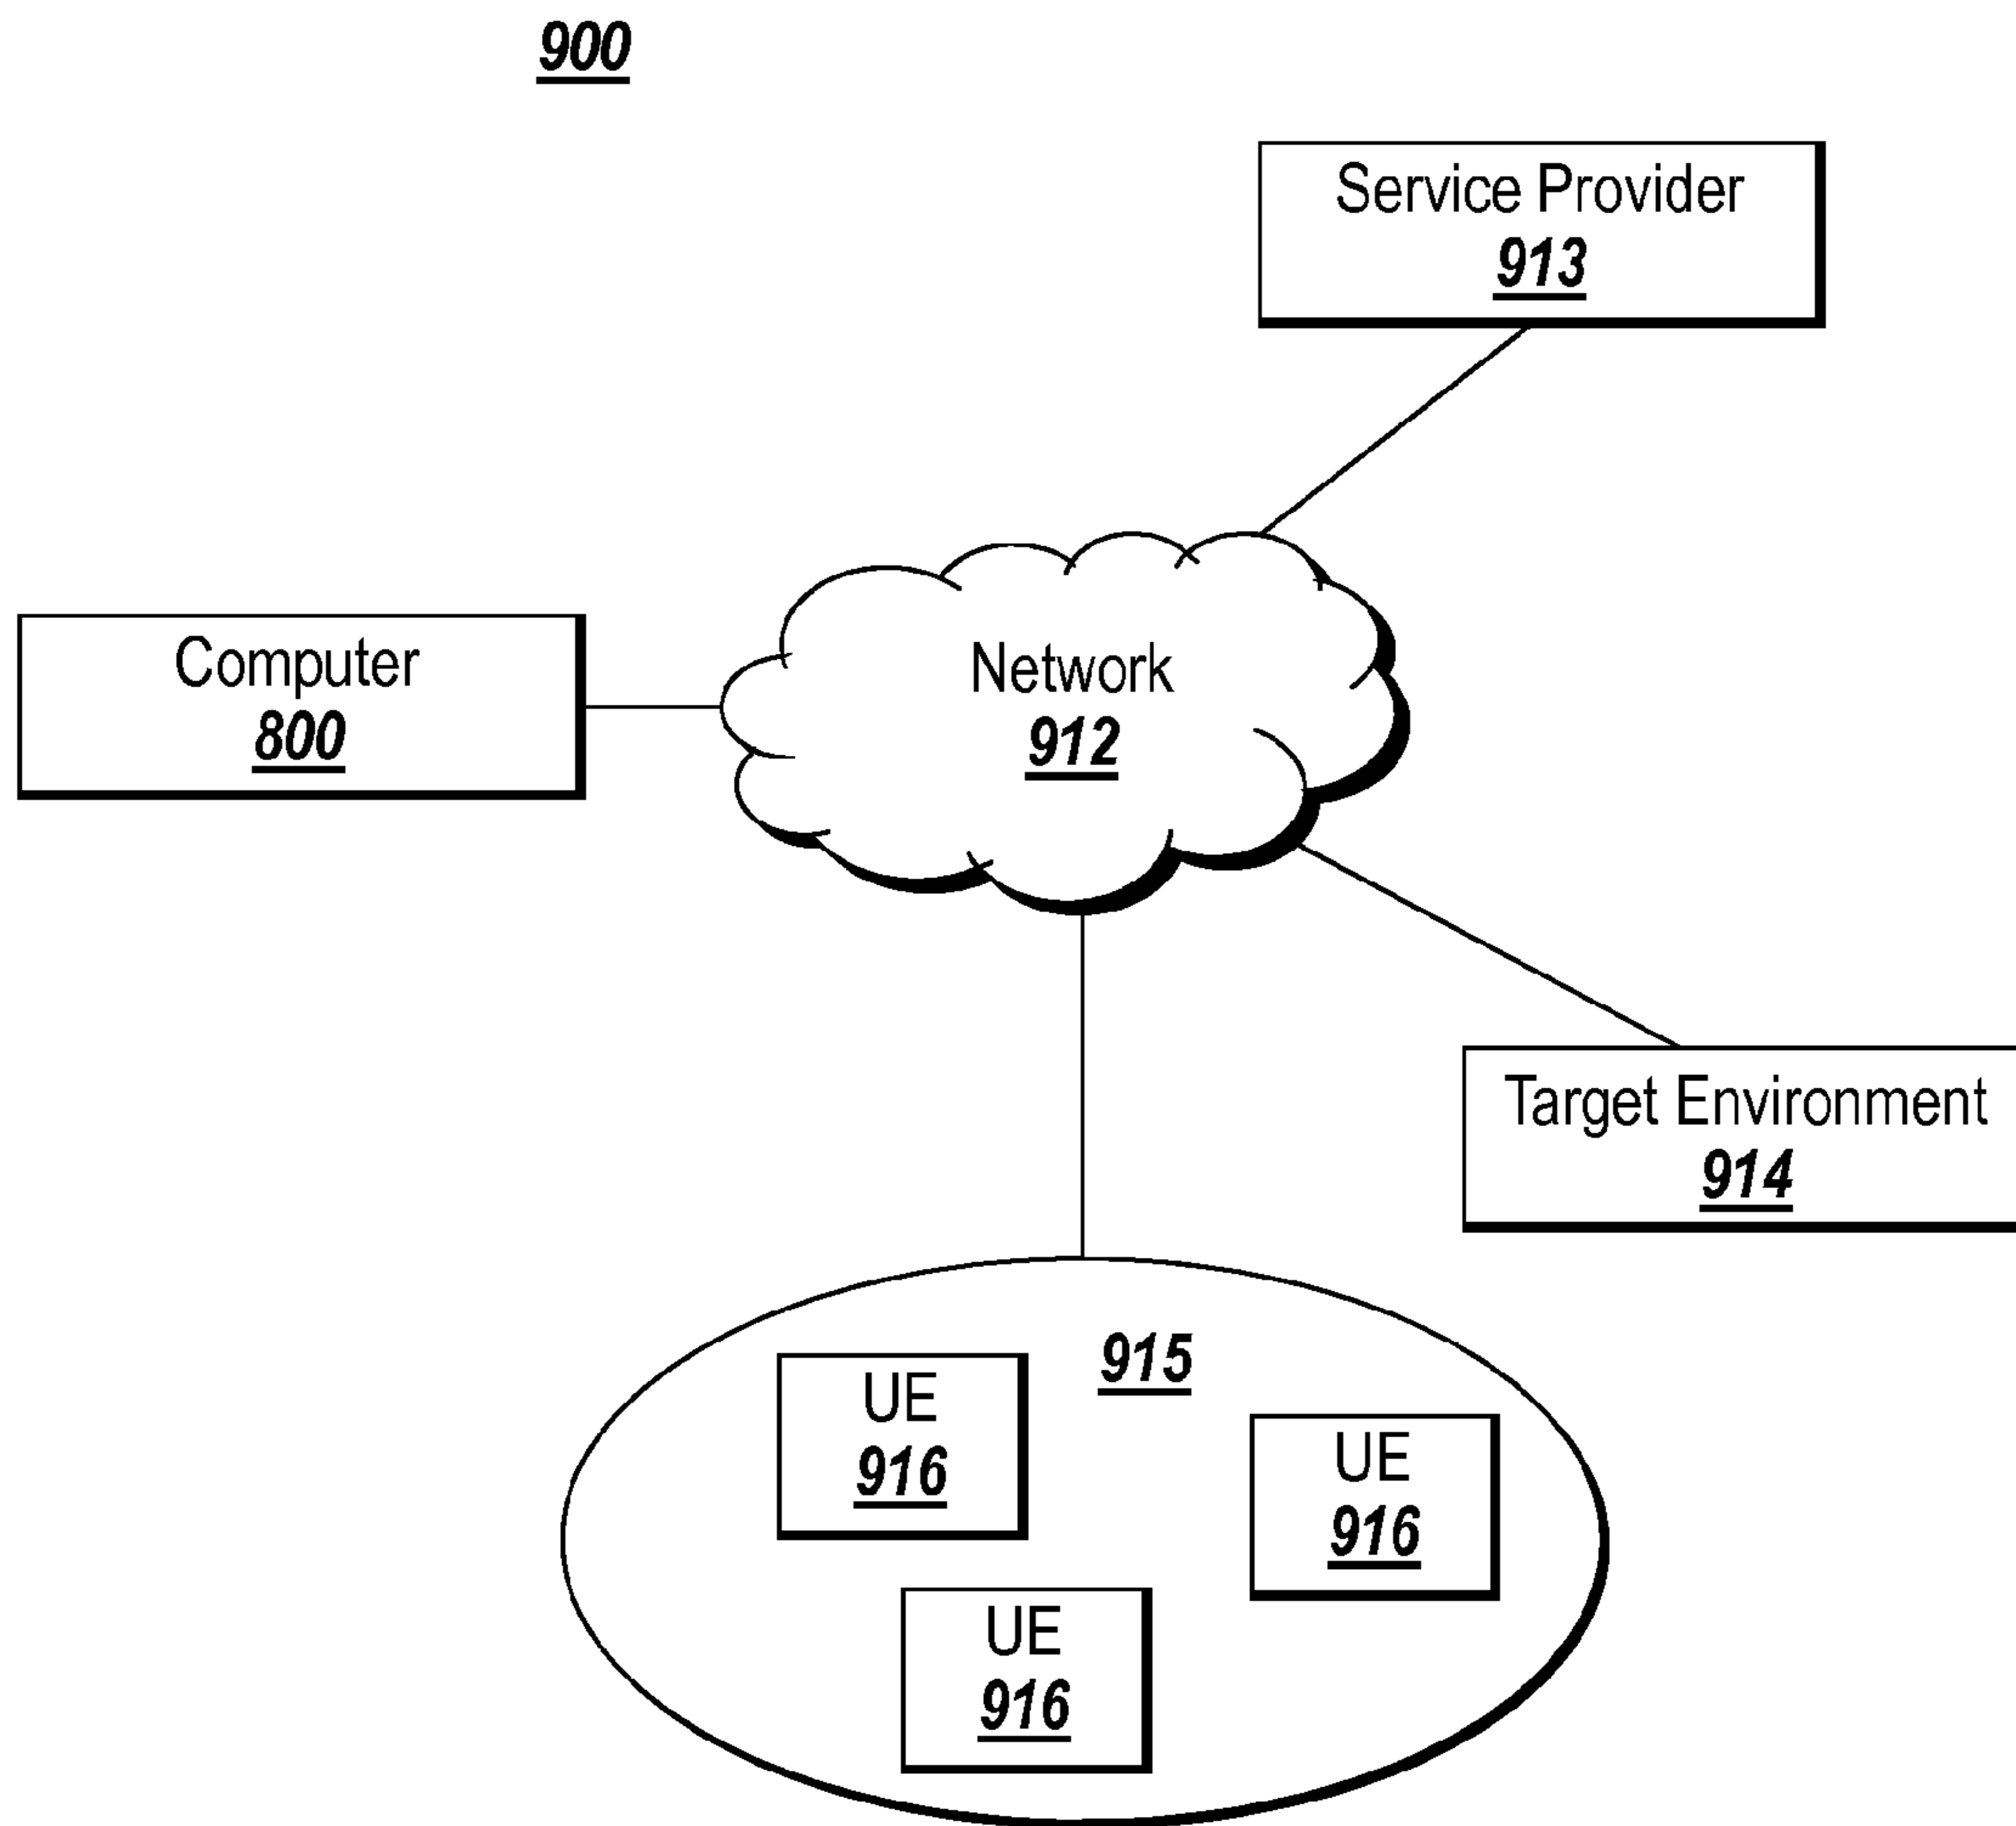 900
Service Provider
913
Computer
800
Network
912
Target Environment
914
915
UE
916
UE
916
UE
916